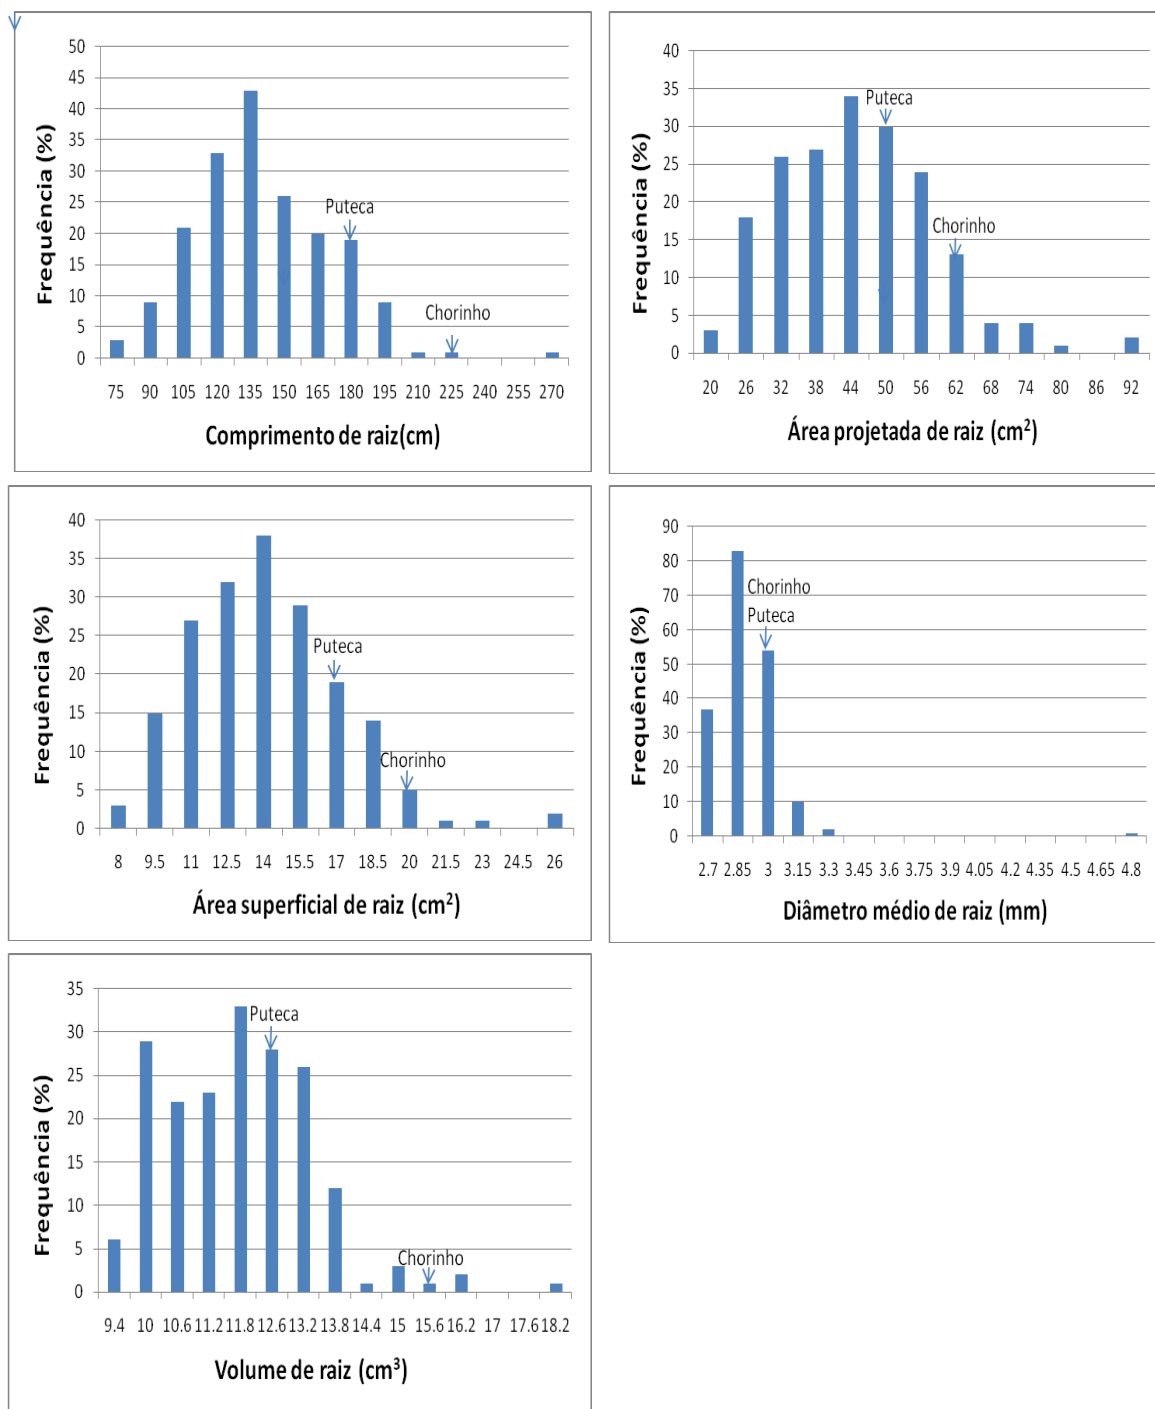 50
45
40
35
30
25
20
15
10
5
0
Frequência (%)
Puteca
Chorinho
75 90 105 120 135 150 165 180 195 210 225 240 255 270
Comprimento de raiz(cm)
40
35
30
25
20
15
10
5
0
Frequência (%)
Puteca
Chorinho
20 26 32 38 44 50 56 62 68 74 80 86 92
Área projetada de raiz (cm²)
40
35
30
25
20
15
10
5
0
Frequência (%)
Puteca
Chorinho
8 9.5 11 12.5 14 15.5 17 18.5 20 21.5 23 24.5 26
Área superficial de raiz (cm²)
90
80
70
60
50
40
30
20
10
0
Frequência (%)
Chorinho
Puteca
2.7 2.85 3 3.15 3.3 3.45 3.6 3.75 3.9 4.05 4.2 4.35 4.5 4.65 4.8
Diâmetro médio de raiz (mm)
35
30
25
20
15
10
5
0
Frequência (%)
Puteca
Chorinho
9.4 10 10.6 11.2 11.8 12.6 13.2 13.8 14.4 15 15.6 16.2 17 17.6 18.2
Volume de raiz (cm³)